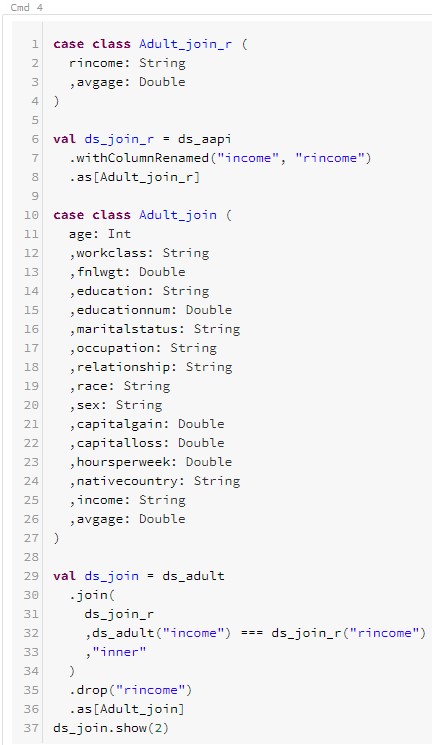 Cmd 4
1 case class Adult_join_r (
2   rincome: String
3   ,avgage: Double
4 )
5
6 val ds_join_r = ds_aapi
7   .withColumnRenamed("income", "rincome")
8   .as[Adult_join_r]
9
10 case class Adult_join (
11   age: Int
12   ,workclass: String
13   ,fnlwgt: Double
14   ,education: String
15   ,educationnum: Double
16   ,maritalstatus: String
17   ,occupation: String
18   ,relationship: String
19   ,race: String
20   ,sex: String
21   ,capitalgain: Double
22   ,capitalloss: Double
23   ,hoursperweek: Double
24   ,nativecountry: String
25   ,income: String
26   ,avgage: Double
27 )
28
29 val ds_join = ds_adult
30   .join(
31     ds_join_r
32     ,ds_adult("income") === ds_join_r("rincome")
33     ,"inner"
34   )
35   .drop("rincome")
36   .as[Adult_join]
37 ds_join.show(2)